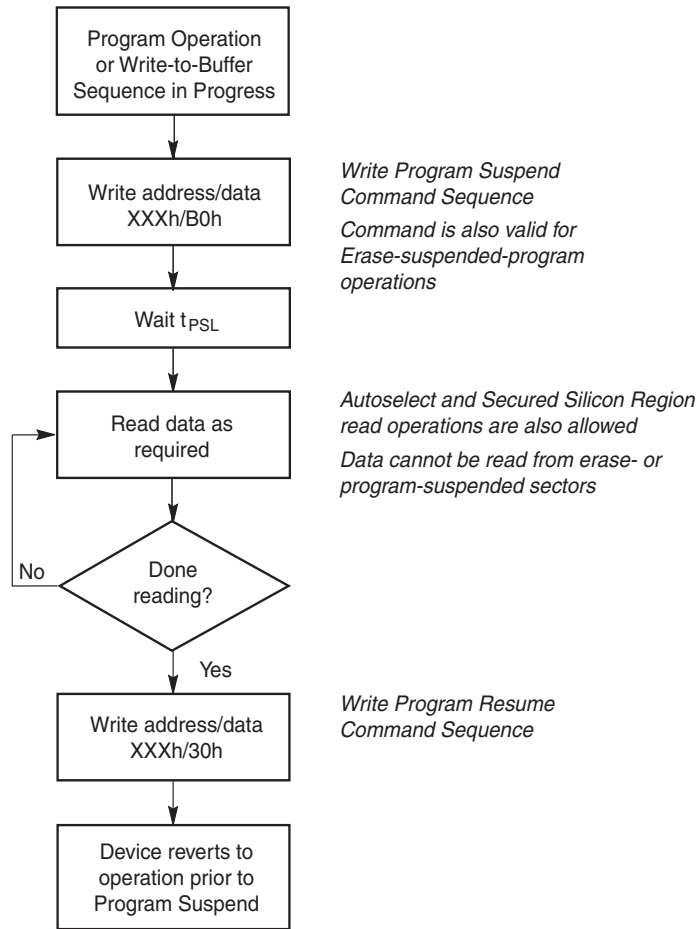 Program Operation
or Write-to-Buffer
Sequence in Progress
Write address/data
XXXh/B0h
Write Program Suspend
Command Sequence
Command is also valid for
Erase-suspended-program
operations
Wait tPSL
Read data as
required
Autoselect and Secured Silicon Region
read operations are also allowed
Data cannot be read from erase- or
program-suspended sectors
Done
reading?
No
Yes
Write address/data
XXXh/30h
Write Program Resume
Command Sequence
Device reverts to
operation prior to
Program Suspend